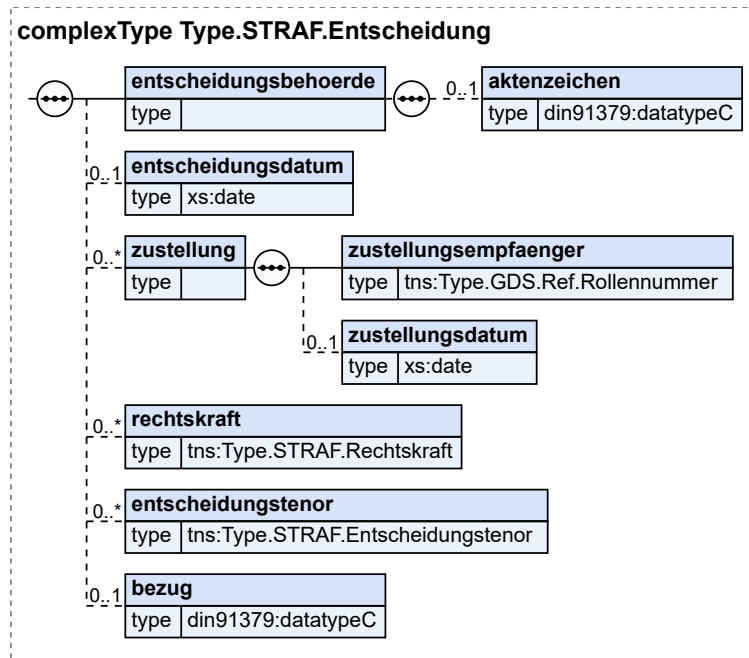 complexType Type.STRAF.Entscheidung
entscheidungsbehoerde
type
0..1
aktenzeichen
type din91379:datatypeC
0..1
entscheidungsdatum
type xs:date
0..*
zustellung
type
zustellungsempfaenger
type tns:Type.GDS.Ref.Rollennummer
0..1
zustellungsdatum
type xs:date
0..*
rechtskraft
type tns:Type.STRAF.Rechtskraft
0..*
entscheidungstenor
type tns:Type.STRAF.Entscheidungstenor
0..1
bezug
type din91379:datatypeC